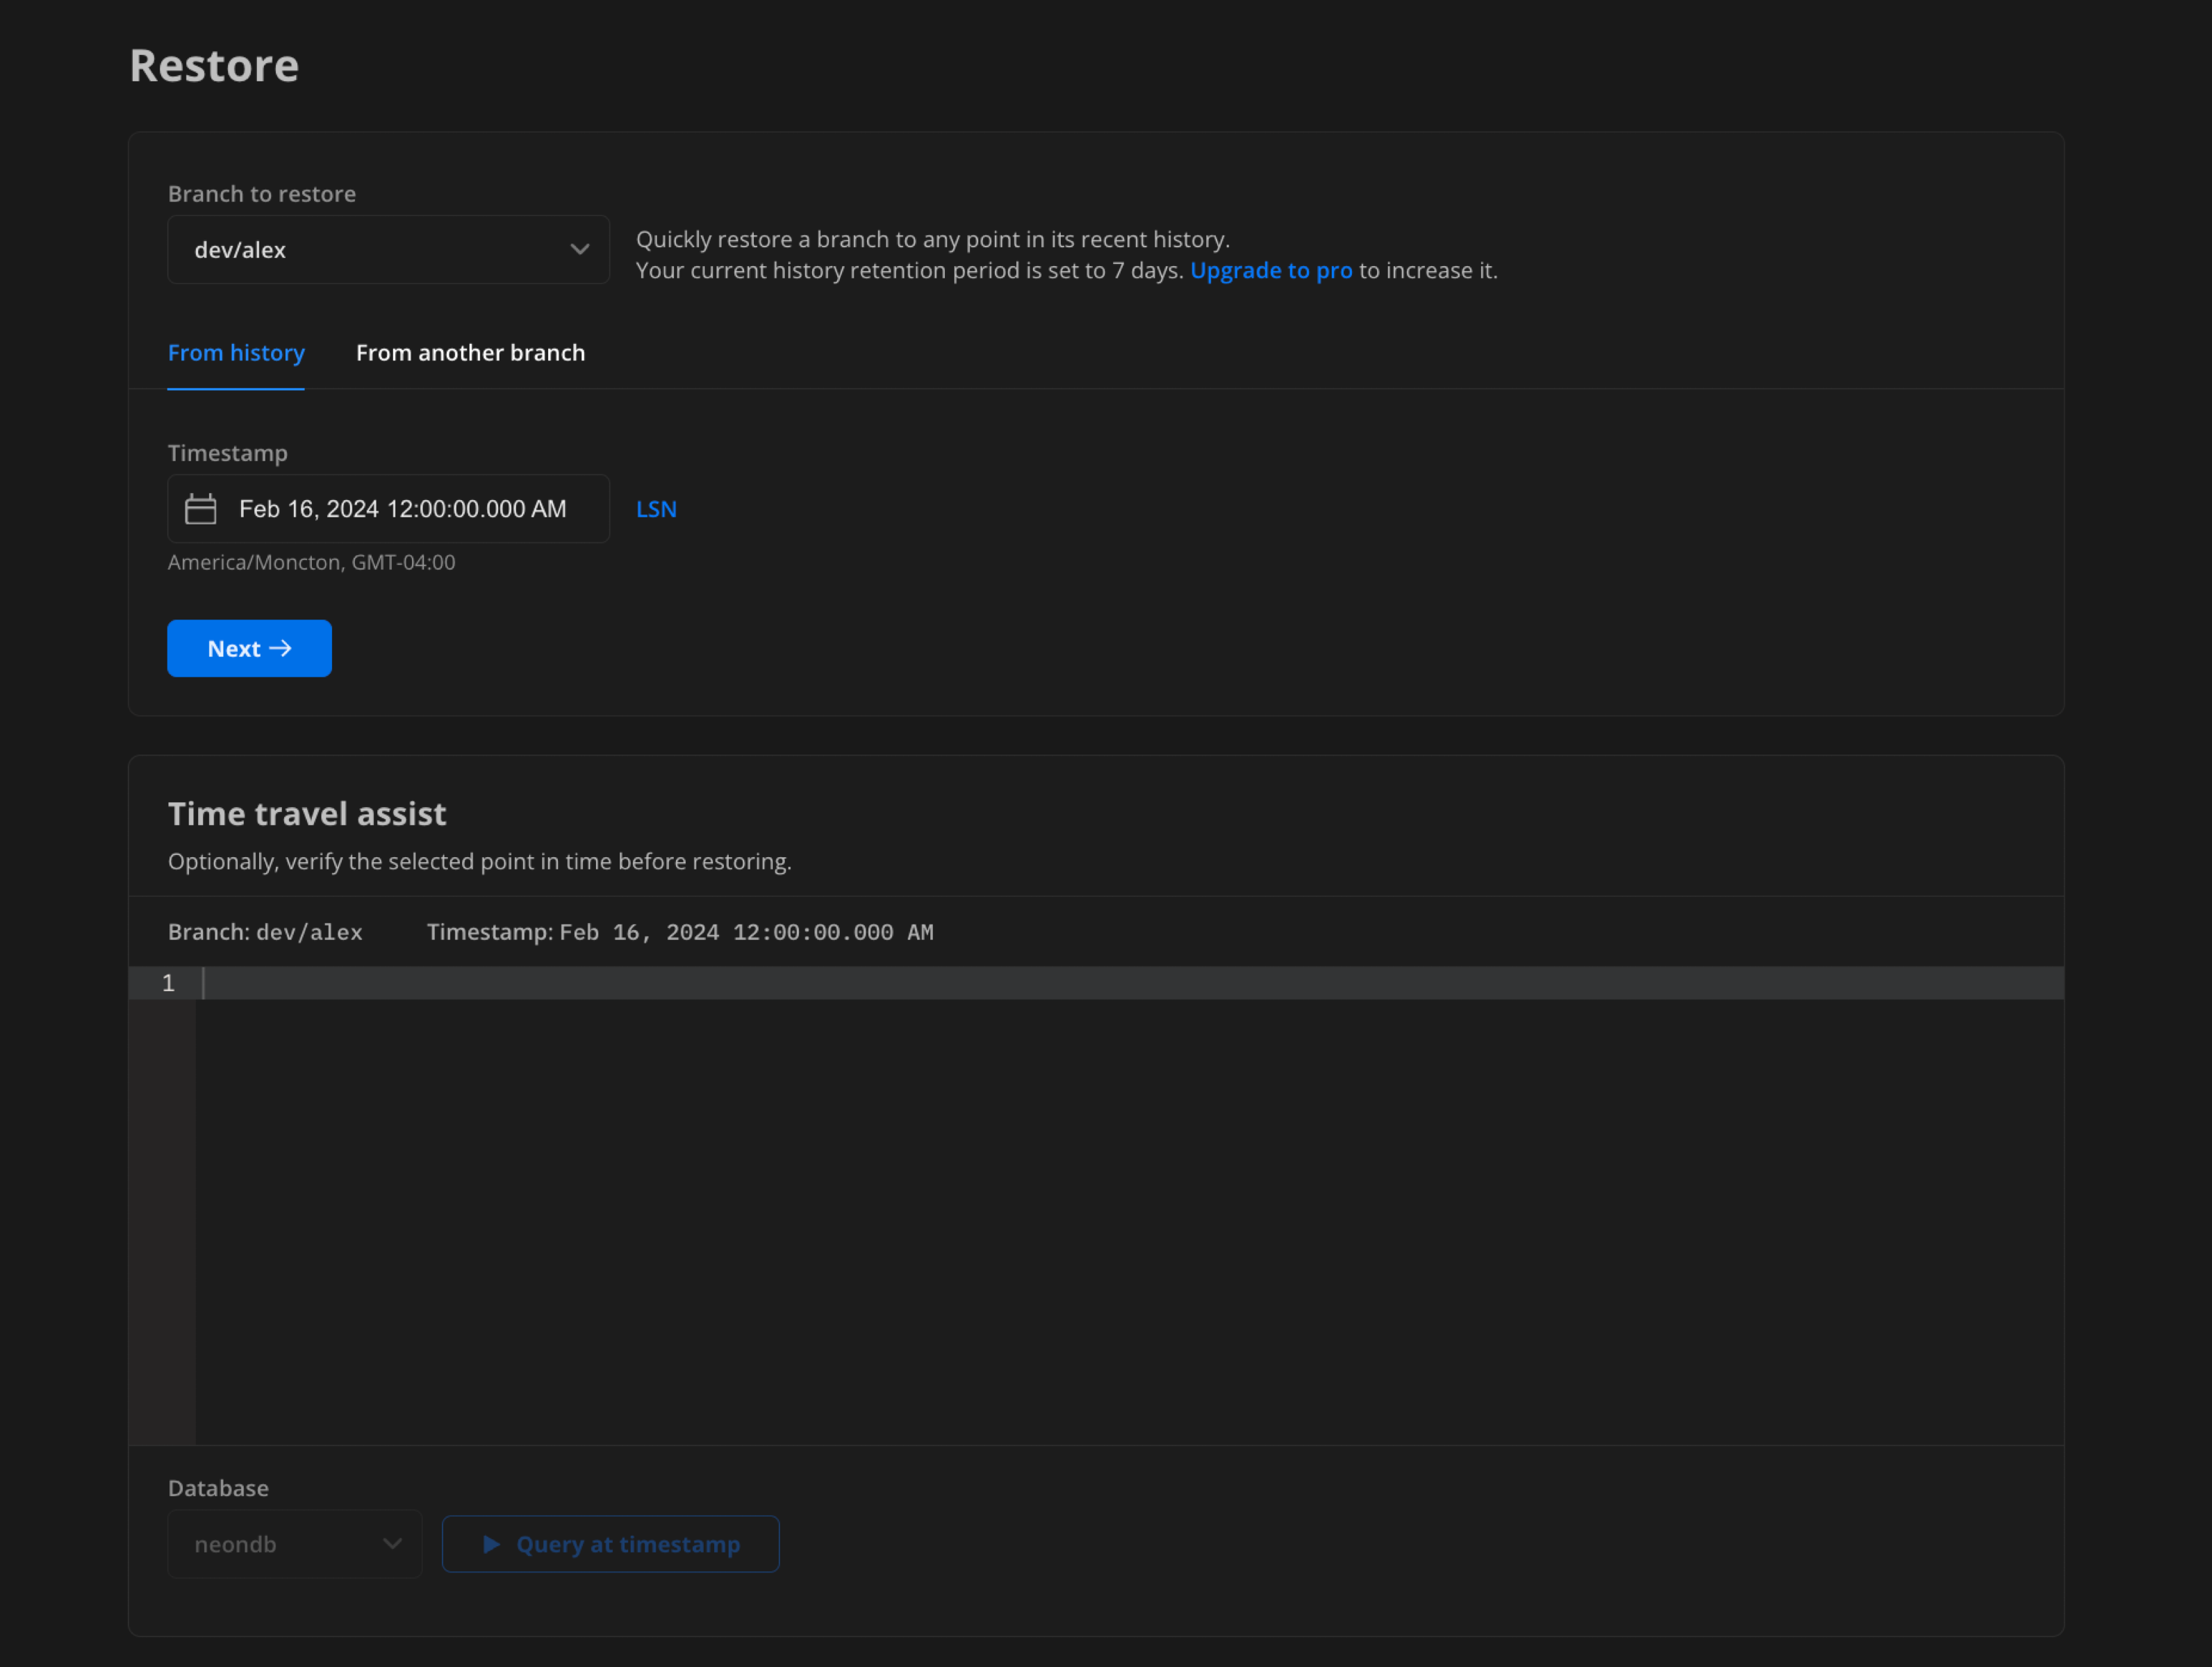 Restore
Branch to restore
dev/alex
Quickly restore a branch to any point in its recent history.
Your current history retention period is set to 7 days. Upgrade to pro to increase it.
From history From another branch
Timestamp
Feb 16, 2024 12:00:00.000 AM LSN
America/Moncton, GMT-04:00
Next →
Time travel assist
Optionally, verify the selected point in time before restoring.
Branch: dev/alex Timestamp: Feb 16, 2024 12:00:00.000 AM
1
Database
neondb Query at timestamp